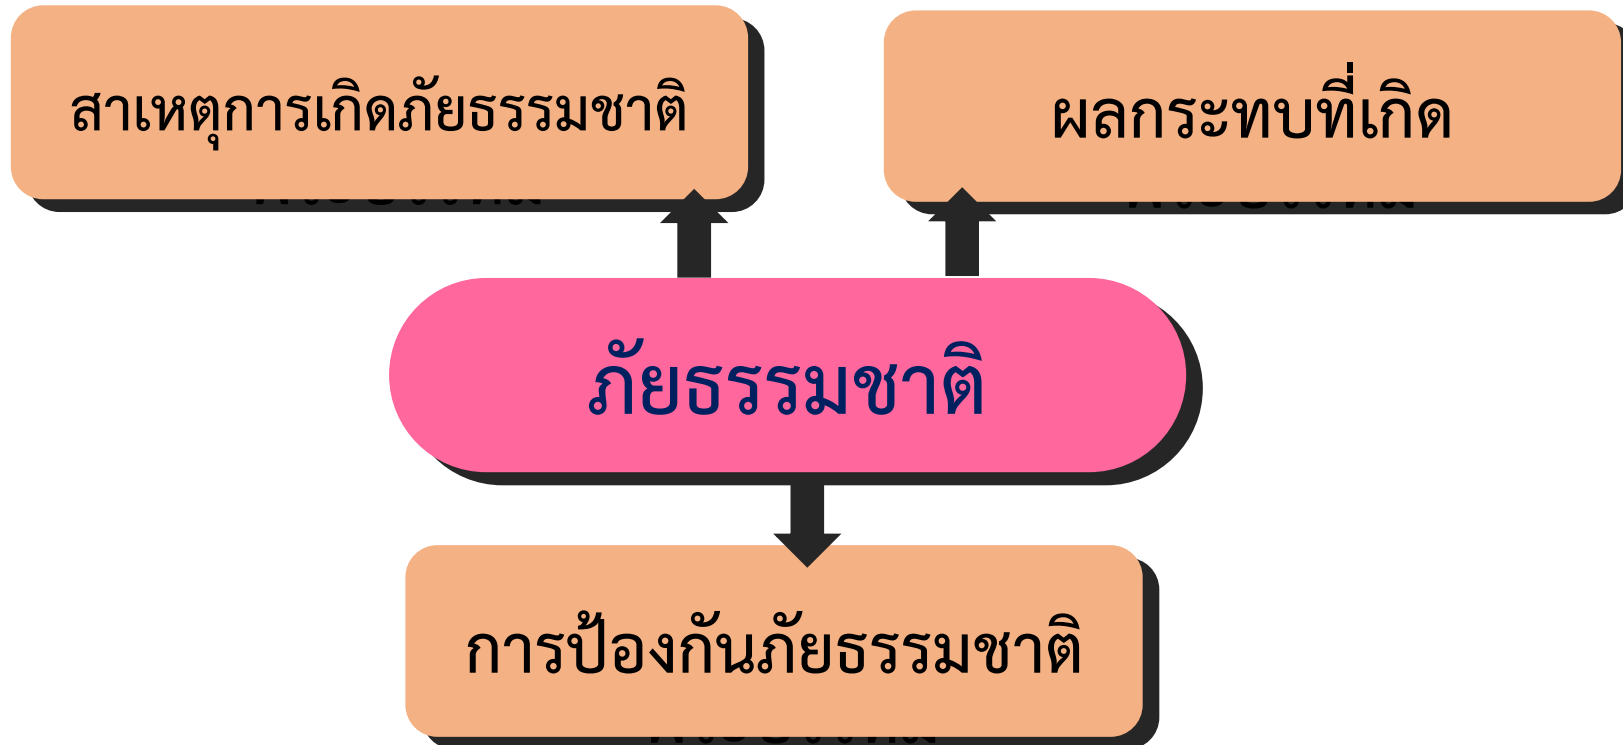 สาเหตุการเกิดภัยธรรมชาติ
ผลกระทบที่เกิด
ภัยธรรมชาติ
การป้องกันภัยธรรมชาติ